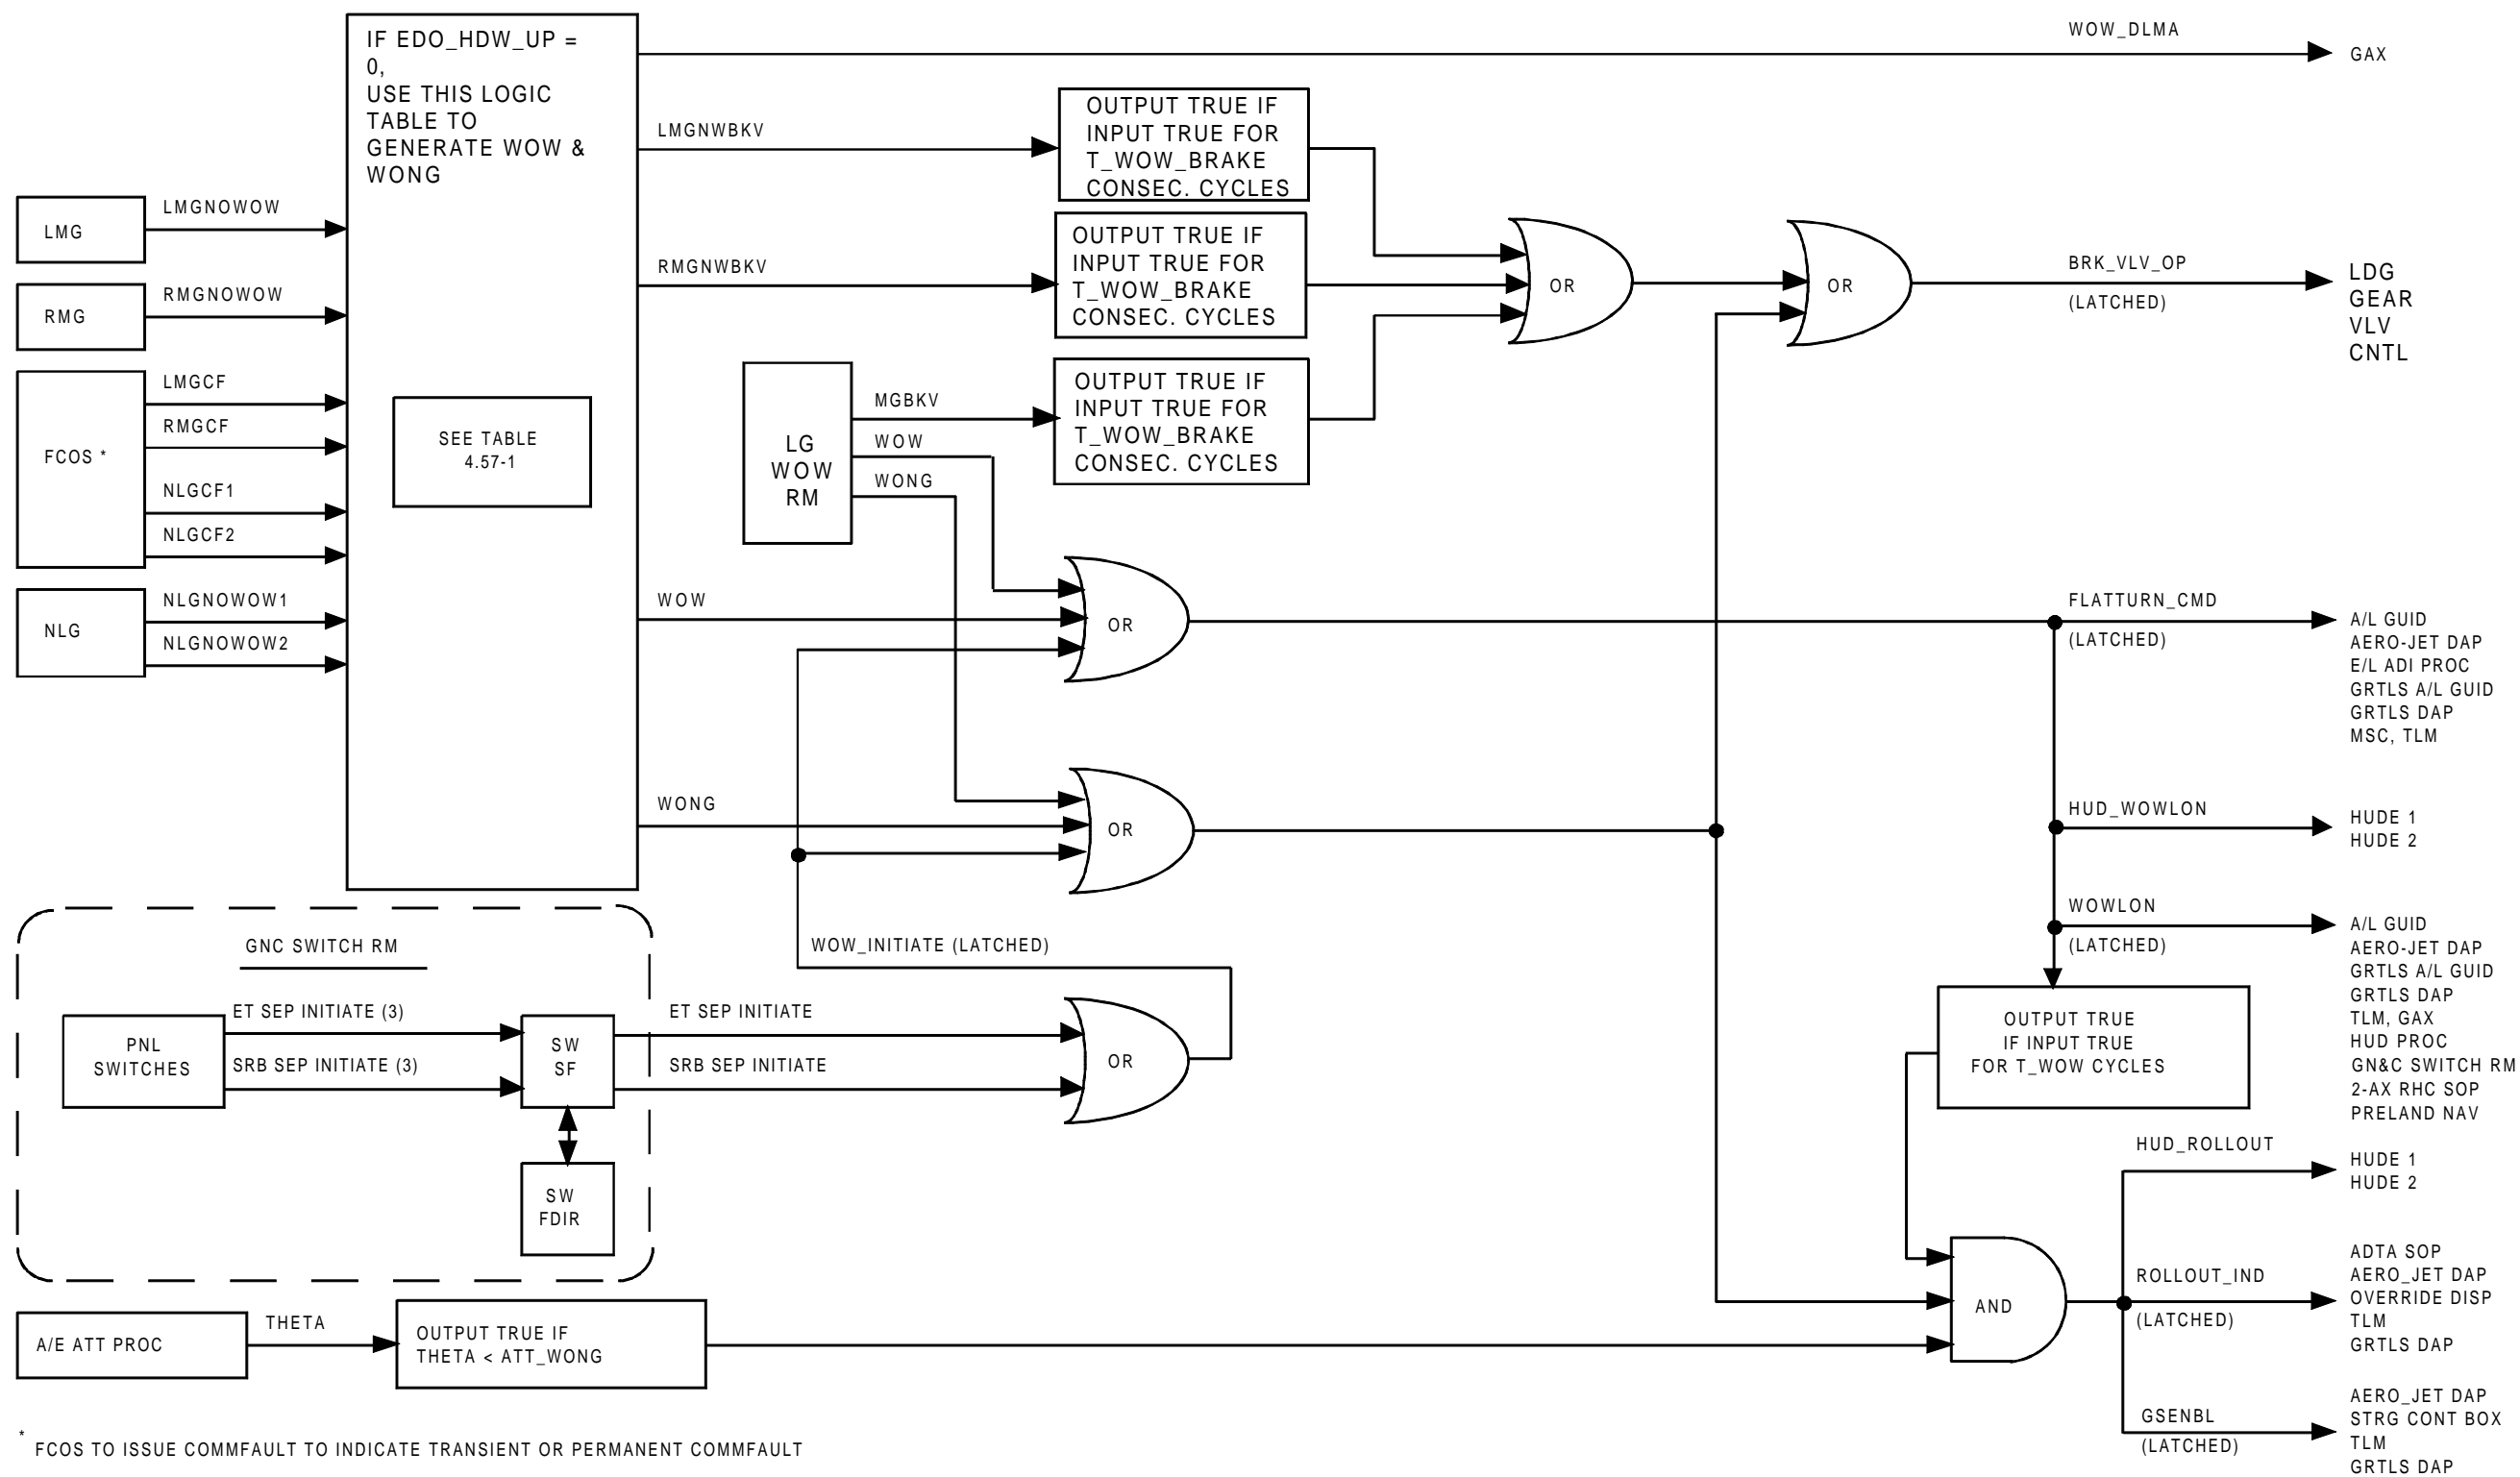 IF EDO_HDW_UP =
0,
USE THIS LOGIC
TABLE TO
GENERATE WOW &
WONG
SEE TABLE
4.57-1
LMG
LMGNOWOW
RMG
RMGNOWOW
FCOS *
LMGCF
RMGCF
NLGCF1
NLGCF2
NLG
NLGNOWOW1
NLGNOWOW2
WOW_DLMA
GAX
LMGNWBKV
OUTPUT TRUE IF
INPUT TRUE FOR
T_WOW_BRAKE
CONSEC. CYCLES
RMGNWBKV
OUTPUT TRUE IF
INPUT TRUE FOR
T_WOW_BRAKE
CONSEC. CYCLES
LG
WOW
RM
MGBKV
WOW
WONG
OUTPUT TRUE IF
INPUT TRUE FOR
T_WOW_BRAKE
CONSEC. CYCLES
OR
OR
BRK_VLV_OP
(LATCHED)
LDG
GEAR
VLV
CNTL
WOW
OR
FLATTURN_CMD
(LATCHED)
A/L GUID
AERO-JET DAP
E/L ADI PROC
GRTLS A/L GUID
GRTLS DAP
MSC, TLM
WONG
OR
HUD_WOWLON
HUDE 1
HUDE 2
WOWLON
(LATCHED)
A/L GUID
AERO-JET DAP
GRTLS A/L GUID
GRTLS DAP
TLM, GAX
HUD PROC
GN&C SWITCH RM
2-AX RHC SOP
PRELAND NAV
WOW_INITIATE (LATCHED)
GNC SWITCH RM
PNL
SWITCHES
ET SEP INITIATE (3)
SRB SEP INITIATE (3)
SW
SF
SW
FDIR
ET SEP INITIATE
SRB SEP INITIATE
OR
OUTPUT TRUE
IF INPUT TRUE
FOR T_WOW CYCLES
HUD_ROLLOUT
HUDE 1
HUDE 2
A/E ATT PROC
THETA
OUTPUT TRUE IF
THETA < ATT_WONG
AND
ROLLOUT_IND
(LATCHED)
ADTA SOP
AERO_JET DAP
OVERRIDE DISP
TLM
GRTLS DAP
GSENBL
(LATCHED)
AERO_JET DAP
STRG CONT BOX
TLM
GRTLS DAP
* FCOS TO ISSUE COMMFAULT TO INDICATE TRANSIENT OR PERMANENT COMMFAULT